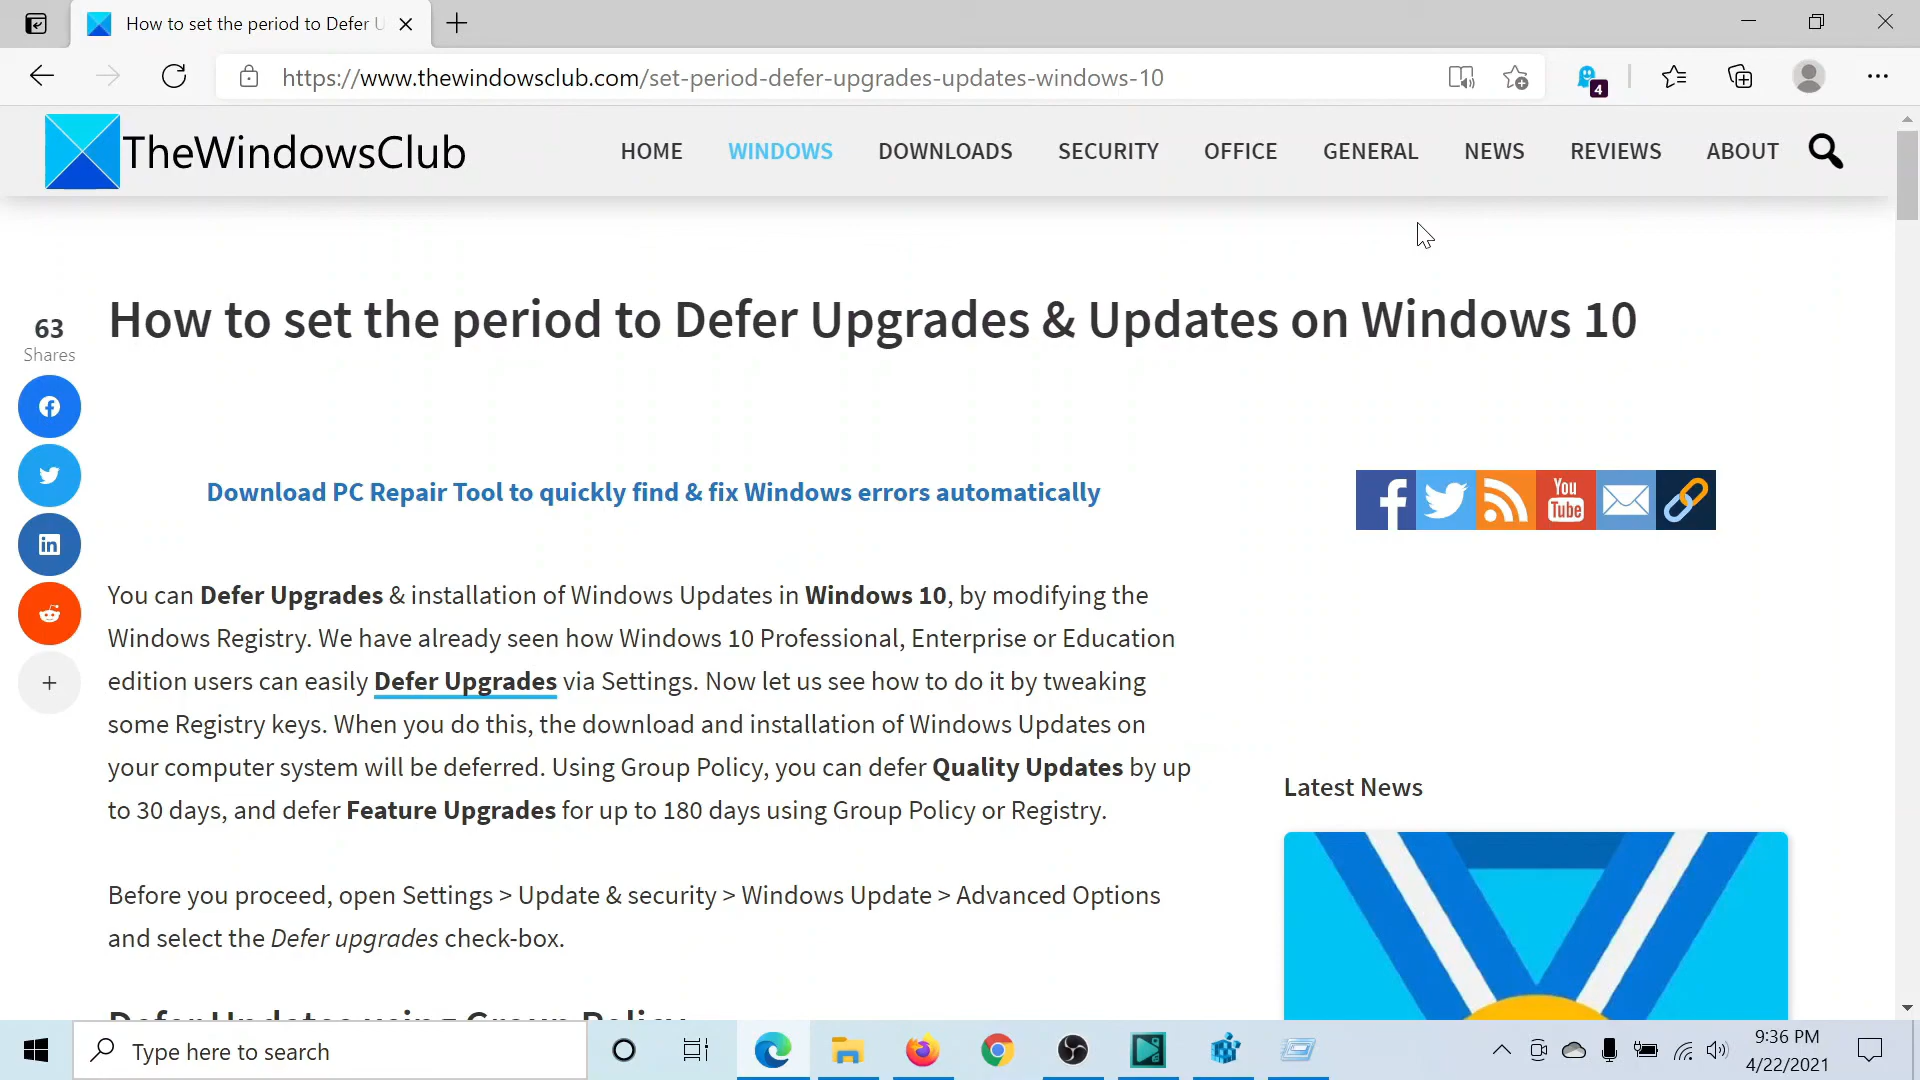 How to set the period to Defer U
https://www.thewindowsclub.com/set-period-defer-upgrades-updates-windows-10
4
TheWindowsClub
HOME WINDOWS DOWNLOADS SECURITY OFFICE GENERAL NEWS REVIEWS ABOUT
How to set the period to Defer Upgrades & Updates on Windows 10
63
Shares
Download PC Repair Tool to quickly find & fix Windows errors automatically
You Tube
You can Defer Upgrades & installation of Windows Updates in Windows 10, by modifying the
Windows Registry. We have already seen how Windows 10 Professional, Enterprise or Education
edition users can easily Defer Upgrades via Settings. Now let us see how to do it by tweaking
some Registry keys. When you do this, the download and installation of Windows Updates on
your computer system will be deferred. Using Group Policy, you can defer Quality Updates by up
to 30 days, and defer Feature Upgrades for up to 180 days using Group Policy or Registry.
Latest News
Before you proceed, open Settings > Update & security > Windows Update > Advanced Options
and select the Defer upgrades check-box.
Defer Updates using Group Policy
Type here to search
9:36 PM
4/22/2021